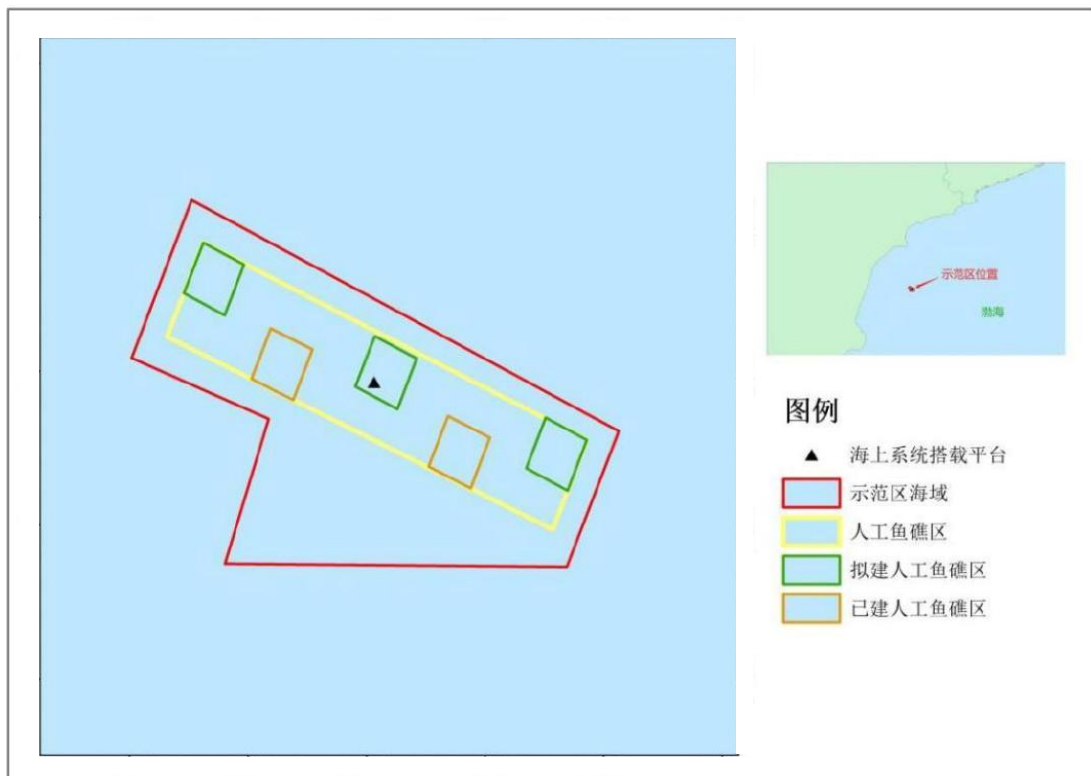 示范区位置
渤海
图例
海上系统搭载平台
示范区海域
人工鱼礁区
拟建人工鱼礁区
已建人工鱼礁区